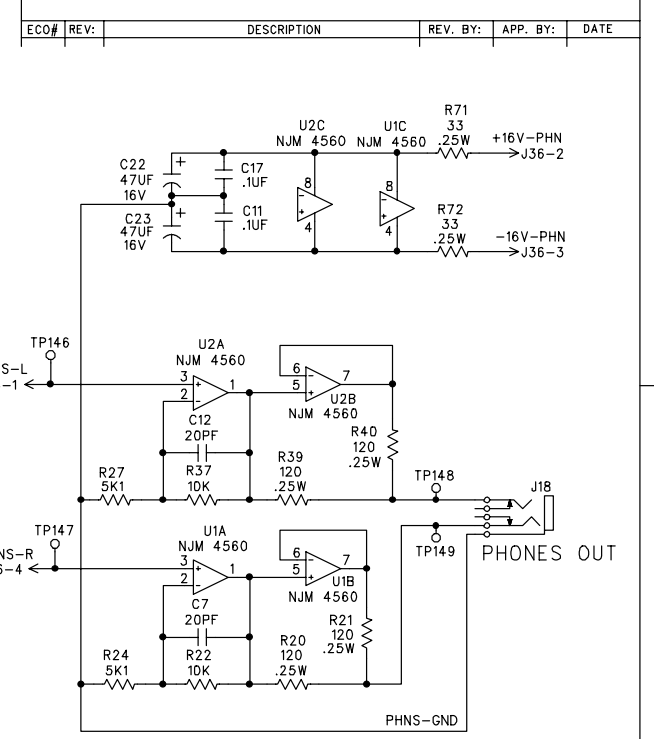 ECO# REV: DESCRIPTION REV. BY: APP. BY: DATE
R71
33
.25W
+16V-PHN
J36-2
U2C
NJM 4560
U1C
NJM 4560
C22
47UF
16V
+
C17
.1UF
8
-
+
4
8
-
+
4
C23
47UF
16V
+
C11
.1UF
R72
33
.25W
-16V-PHN
J36-3
TP146
S-L
-1
U2A
NJM 4560
3 +
2 -
1
6 -
5 +
7
U2B
NJM 4560
C12
20PF
R40
120
.25W
R27
5K1
R37
10K
R39
120
.25W
TP148
J18
TP149
PHONES OUT
TP147
NS-R
6-4
U1A
NJM 4560
3 +
2 -
1
6 -
5 +
7
U1B
NJM 4560
C7
20PF
R21
120
.25W
R24
5K1
R22
10K
R20
120
.25W
PHNS-GND